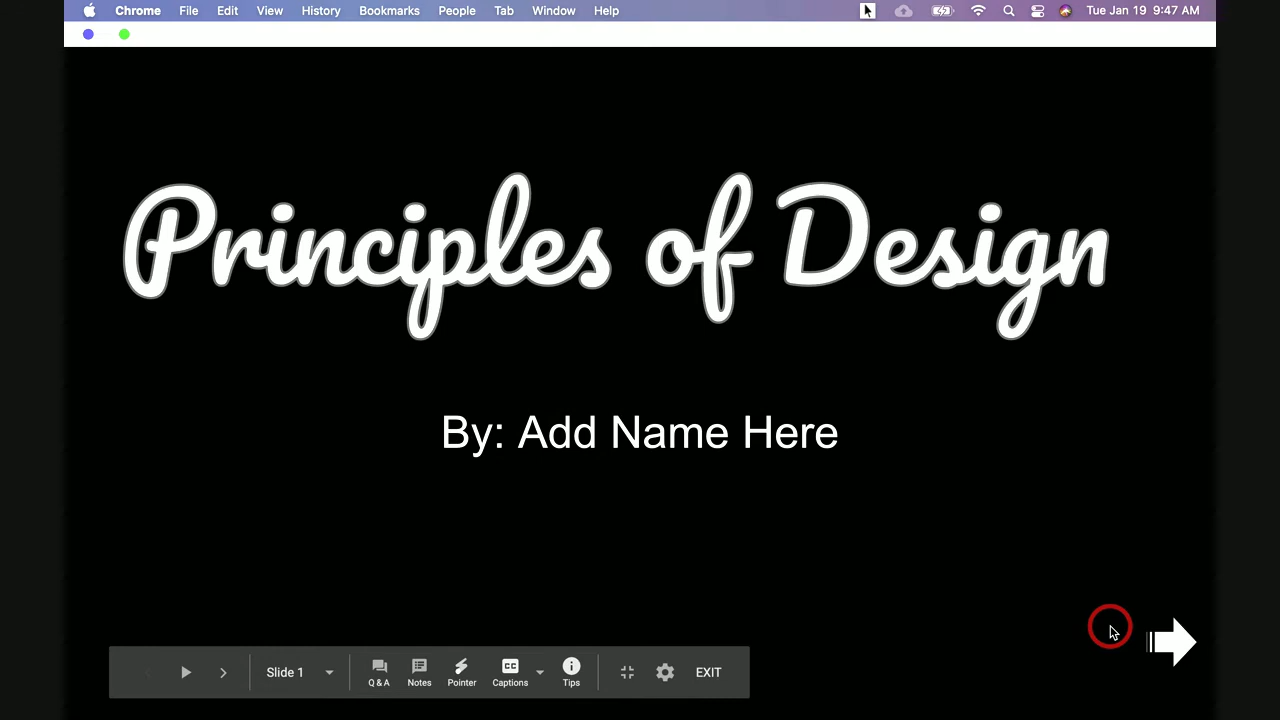 Chrome File Edit View History Bookmarks People Tab Window Help Tue Jan 19 9:47 AM
Principles of Design
By: Add Name Here
Slide 1 Q & A Notes Pointer CC Captions Tips EXIT